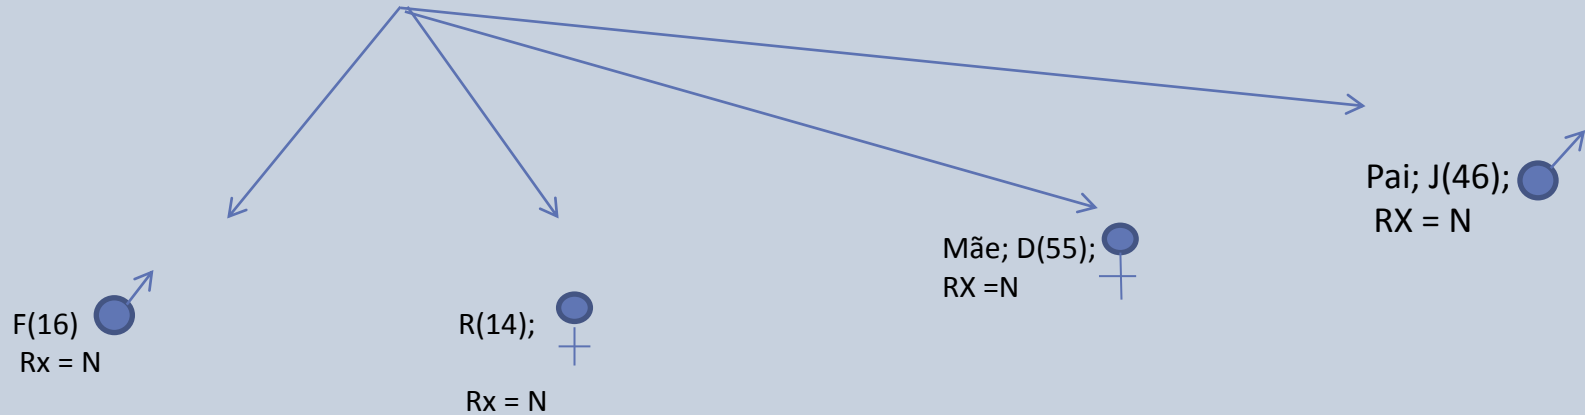 F(16)
Rx = N
R(14);
Rx = N
Mãe; D(55);
RX =N
Pai; J(46);
RX = N